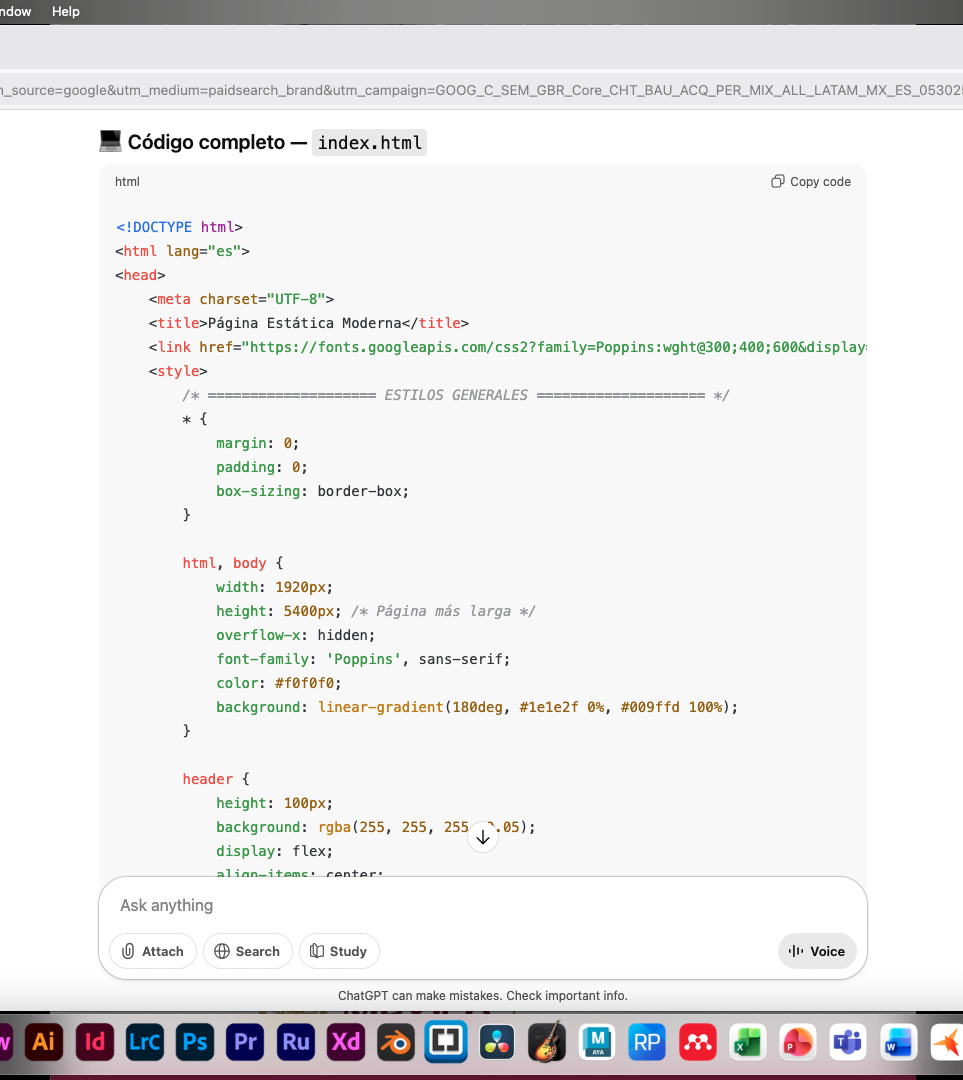 ndow Help
_source=google&utm_medium=paidsearch_brand&utm_campaign=GOOG_C_SEM_GBR_Core_CHT_BAU_ACQ_PER_MIX_ALL_LATAM_MX_ES_05302
Código completo — index.html
html Copy code
<!DOCTYPE html>
<html lang="es">
<head>
    <meta charset="UTF-8">
    <title>Página Estática Moderna</title>
    <link href="https://fonts.googleapis.com/css2?family=Poppins:wght@300;400;600&display=
    <style>
        /* ==================== ESTILOS GENERALES ==================== */
        * {
            margin: 0;
            padding: 0;
            box-sizing: border-box;
        }
        html, body {
            width: 1920px;
            height: 5400px; /* Página más larga */
            overflow-x: hidden;
            font-family: 'Poppins', sans-serif;
            color: #f0f0f0;
            background: linear-gradient(180deg, #1e1e2f 0%, #009ffd 100%);
        }
        header {
            height: 100px;
            background: rgba(255, 255, 255, 0.05);
            display: flex;
            align-items: center;
Ask anything
Attach Search Study Voice
ChatGPT can make mistakes. Check important info.
w Ai Id LrC Ps Pr Ru Xd M AYA RP X P T W